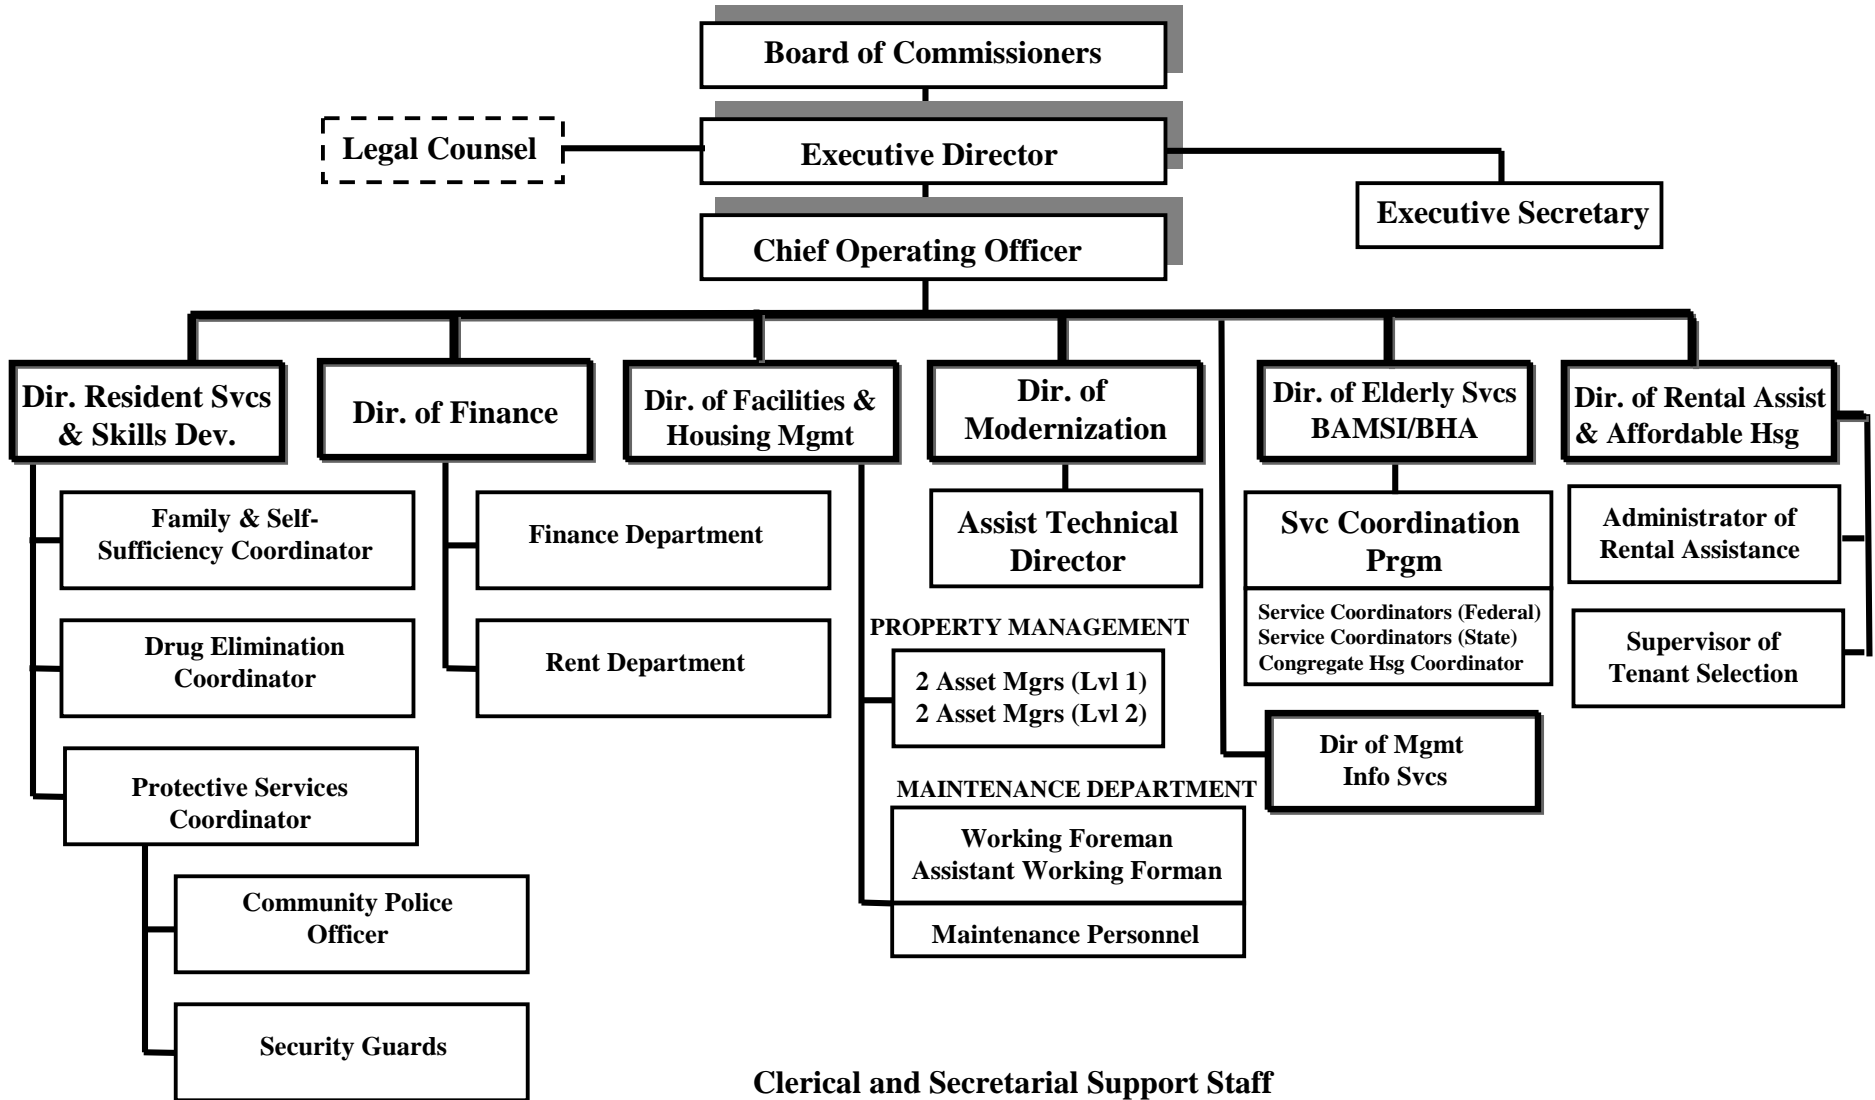 Board of Commissioners
Legal Counsel
Executive Director
Executive Secretary
Chief Operating Officer
Dir. Resident Svcs
& Skills Dev.
Dir. of Finance
Dir. of Facilities &
Housing Mgmt
Dir. of
Modernization
Dir. of Elderly Svcs
BAMSI/BHA
Dir. of Rental Assist
& Affordable Hsg
Family & Self-
Sufficiency Coordinator
Drug Elimination
Coordinator
Protective Services
Coordinator
Community Police
Officer
Security Guards
Finance Department
Rent Department
PROPERTY MANAGEMENT
2 Asset Mgrs (Lvl 1)
2 Asset Mgrs (Lvl 2)
MAINTENANCE DEPARTMENT
Working Foreman
Assistant Working Forman
Maintenance Personnel
Assist Technical
Director
Svc Coordination
Prgm
Service Coordinators (Federal)
Service Coordinators (State)
Congregate Hsg Coordinator
Dir of Mgmt
Info Svcs
Administrator of
Rental Assistance
Supervisor of
Tenant Selection
Clerical and Secretarial Support Staff